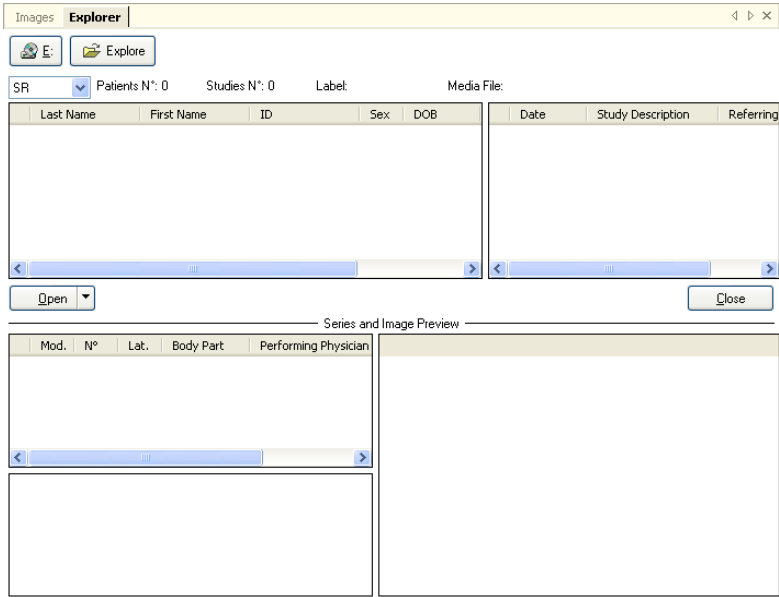 Images Explorer
E: Explore
SR Patients N°: 0 Studies N°: 0 Label: Media File:
Last Name First Name ID Sex DOB Date Study Description Referring
Open Close
Series and Image Preview
Mod. N° Lat. Body Part Performing Physician